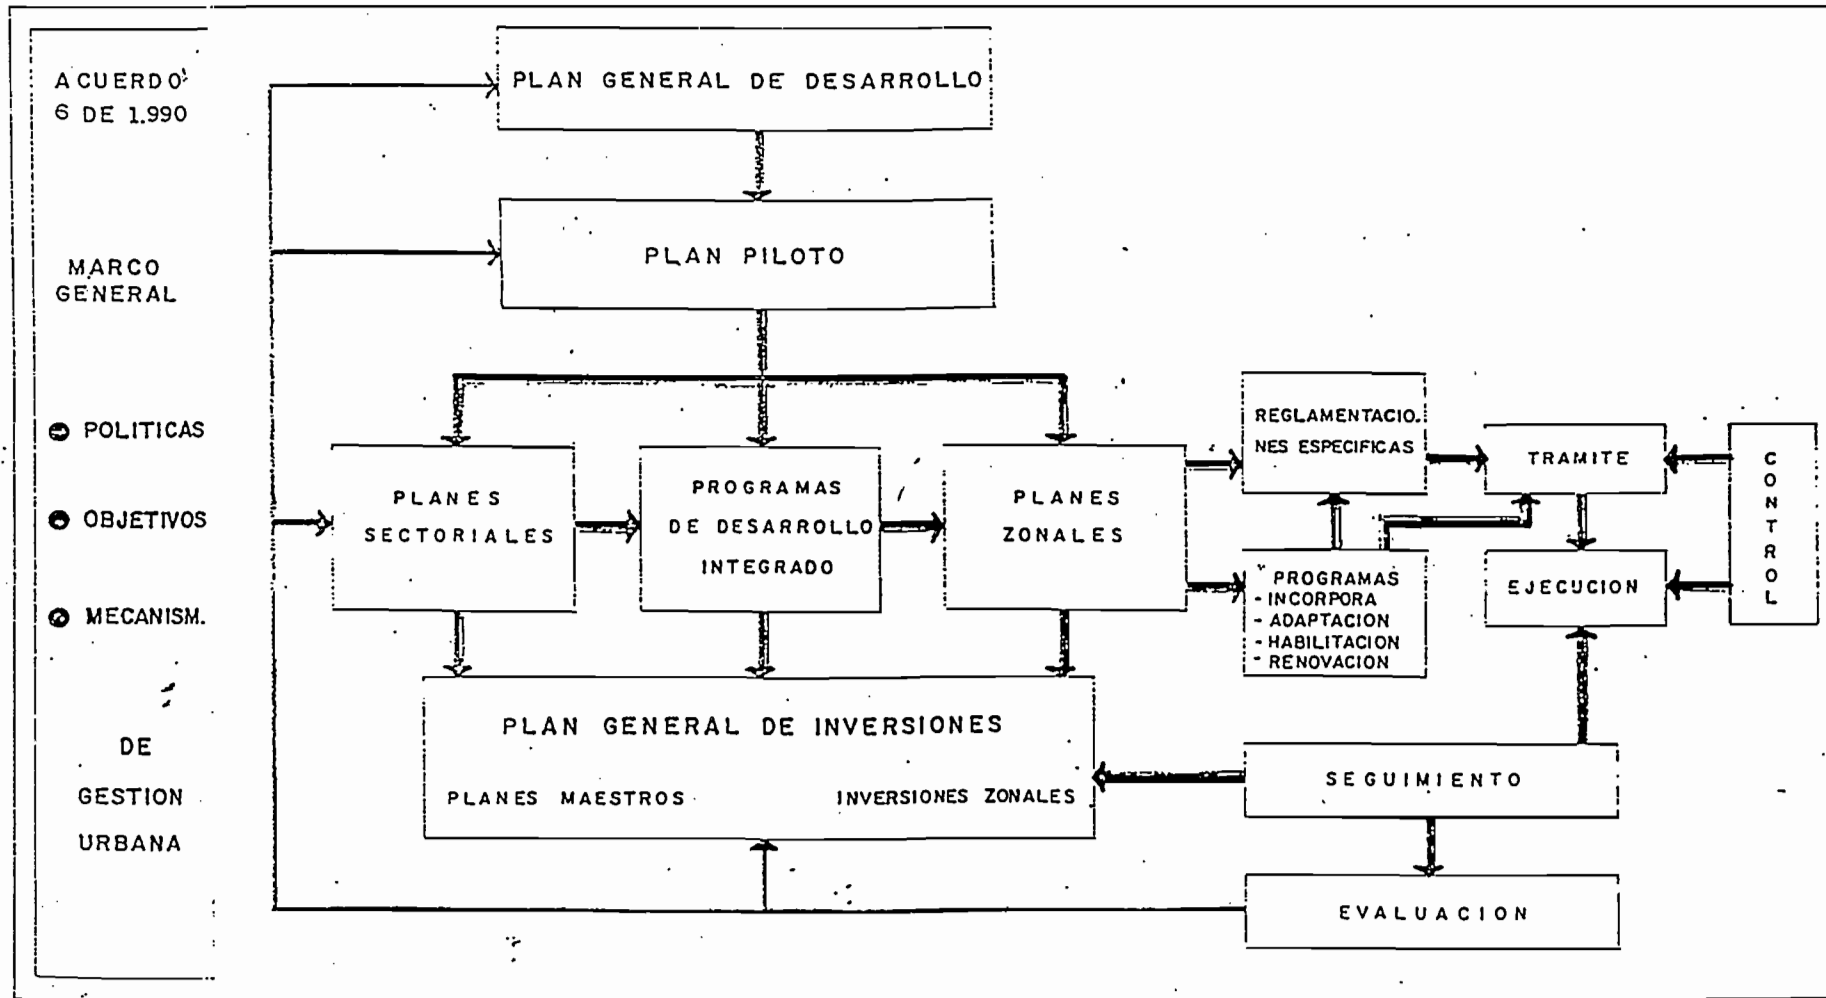 ACUERDO
6 DE 1.990
MARCO
GENERAL
POLITICAS
OBJETIVOS
MECANISM.
DE
GESTION
URBANA
PLAN GENERAL DE DESARROLLO
PLAN PILOTO
PLANES
SECTORIALES
PROGRAMAS
DE DESARROLLO
INTEGRADO
PLANES
ZONALES
REGLAMENTACIO.
NES ESPECIFICAS
TRAMITE
CONTROL
PROGRAMAS
- INCORPORA
- ADAPTACION
- HABILITACION
- RENOVACION
EJECUCION
PLAN GENERAL DE INVERSIONES
PLANES MAESTROS INVERSIONES ZONALES
SEGUIMIENTO
EVALUACION